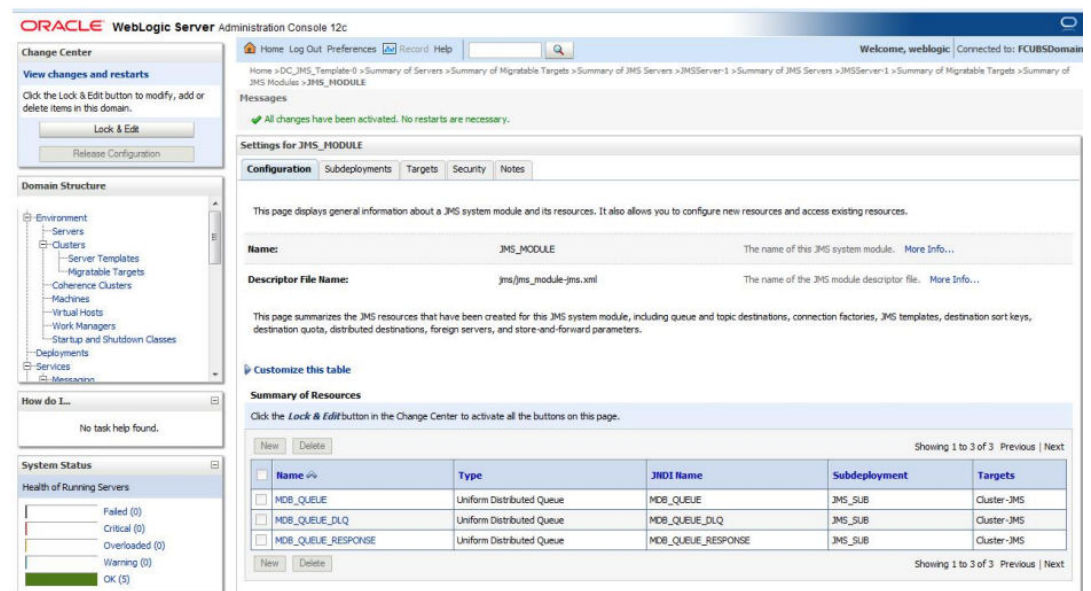 ORACLE WebLogic Server Administration Console 12c
Change Center
View changes and restarts
Click the Lock & Edit button to modify, add or
delete items in this domain.
Lock & Edit
Release Configuration
Domain Structure
Environment
Servers
Clusters
Server Templates
Migratable Targets
Coherence Clusters
Machines
Virtual Hosts
Work Managers
Startup and Shutdown Classes
Deployments
Services
Messaging
How do I...
No task help found.
System Status
Health of Running Servers
Failed (0)
Critical (0)
Overloaded (0)
Warning (0)
OK (5)
Home Log Out Preferences Record Help
Welcome, weblogic Connected to: FCUBSDomain
Home >DC_JMS_Template-0 >Summary of Servers >Summary of Migratable Targets >Summary of JMS Servers >JMSServer-1 >Summary of JMS Servers >JMSServer-1 >Summary of Migratable Targets >Summary of
JMS Modules >JMS_MODULE
Messages
All changes have been activated. No restarts are necessary.
Settings for JMS_MODULE
Configuration Subdeployments Targets Security Notes
This page displays general information about a JMS system module and its resources. It also allows you to configure new resources and access existing resources.
Name: JMS_MODULE The name of this JMS system module. More Info...
Descriptor File Name: jms/jms_module-jms.xml The name of the JMS module descriptor file. More Info...
This page summarizes the JMS resources that have been created for this JMS system module, including queue and topic destinations, connection factories, JMS templates, destination sort keys,
destination quota, distributed destinations, foreign servers, and store-and-forward parameters.
Customize this table
Summary of Resources
Click the Lock & Edit button in the Change Center to activate all the buttons on this page.
New Delete Showing 1 to 3 of 3 Previous | Next
Name Type JNDI Name Subdeployment Targets
MDB_QUEUE Uniform Distributed Queue MDB_QUEUE JMS_SUB Cluster-JMS
MDB_QUEUE_DLQ Uniform Distributed Queue MDB_QUEUE_DLQ JMS_SUB Cluster-JMS
MDB_QUEUE_RESPONSE Uniform Distributed Queue MDB_QUEUE_RESPONSE JMS_SUB Cluster-JMS
New Delete Showing 1 to 3 of 3 Previous | Next